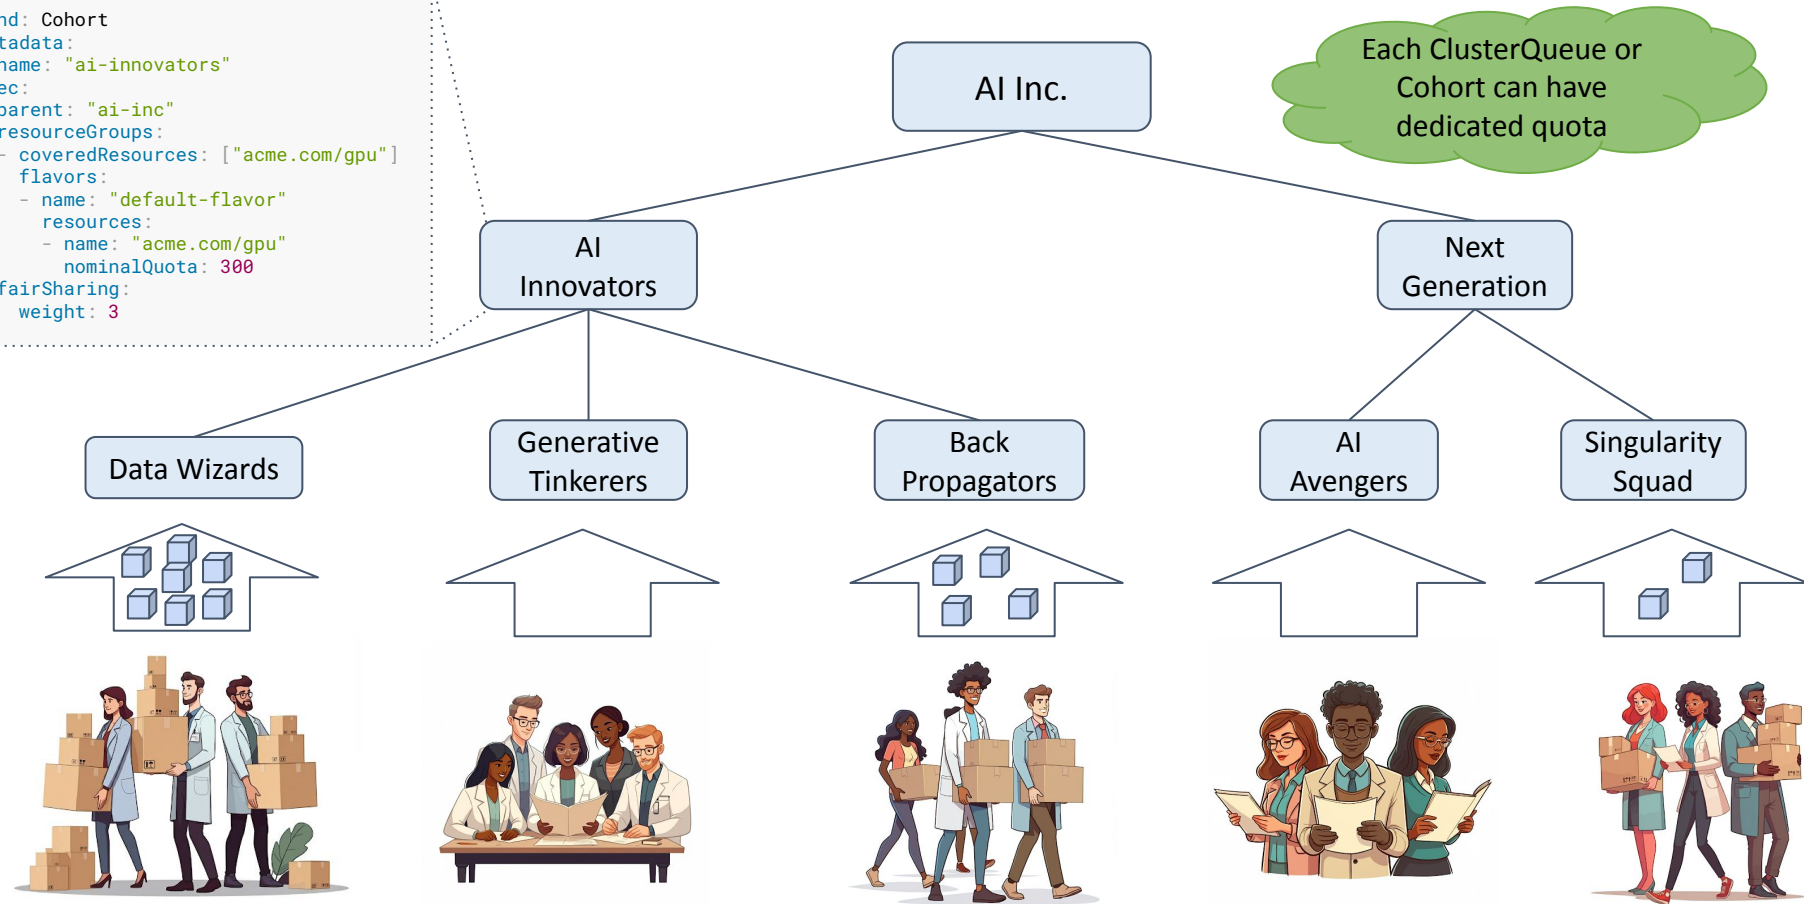 nd: Cohort
tadata:
name: "ai-innovators"
ec:
parent: "ai-inc"
resourceGroups:
- coveredResources: ["acme.com/gpu"]
flavors:
- name: "default-flavor"
resources:
- name: "acme.com/gpu"
nominalQuota: 300
fairSharing:
weight: 3
AI Inc.
Each ClusterQueue or
Cohort can have
dedicated quota
AI
Innovators
Next
Generation
Data Wizards
Generative
Tinkerers
Back
Propagators
AI
Avengers
Singularity
Squad